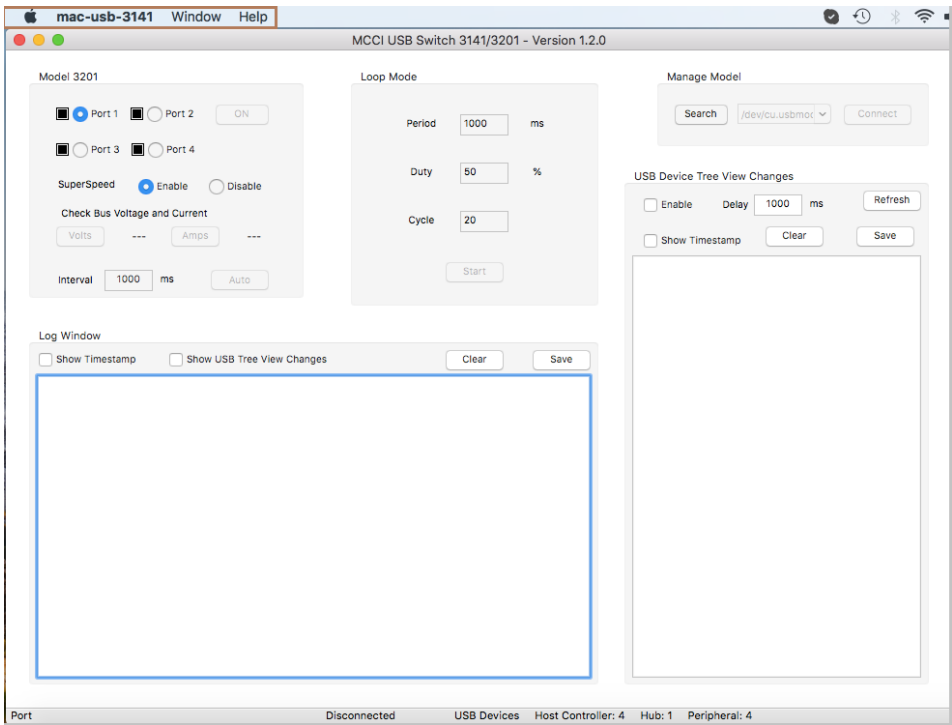 mac-usb-3141 Window Help
MCCI USB Switch 3141/3201 - Version 1.2.0
Model 3201
Port 1 Port 2 ON
Port 3 Port 4
SuperSpeed Enable Disable
Check Bus Voltage and Current
Volts --- Amps ---
Interval 1000 ms Auto
Loop Mode
Period 1000 ms
Duty 50 %
Cycle 20
Start
Manage Model
Search /dev/cu.usbmoc Connect
USB Device Tree View Changes
Enable Delay 1000 ms Refresh
Show Timestamp Clear Save
Log Window
Show Timestamp Show USB Tree View Changes Clear Save
Port Disconnected USB Devices Host Controller: 4 Hub: 1 Peripheral: 4